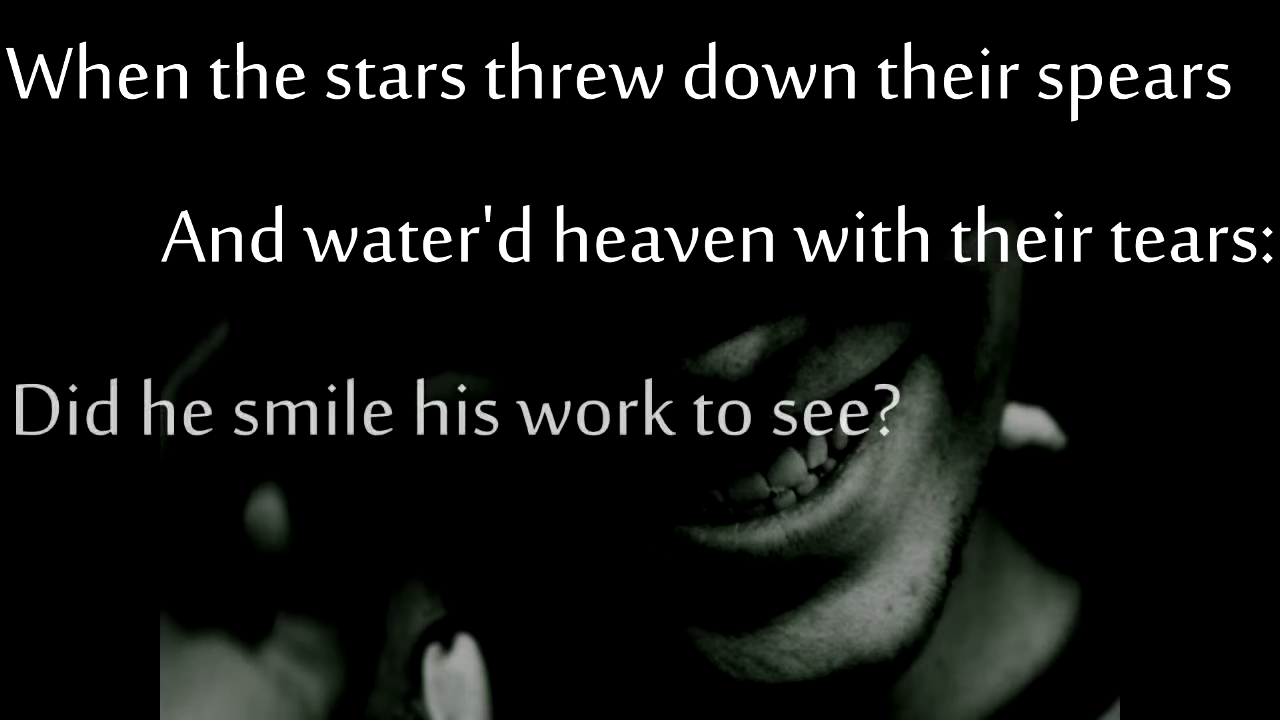 When the stars threw down their spears
And water'd heaven with their tears:
Did he smile his work to see?